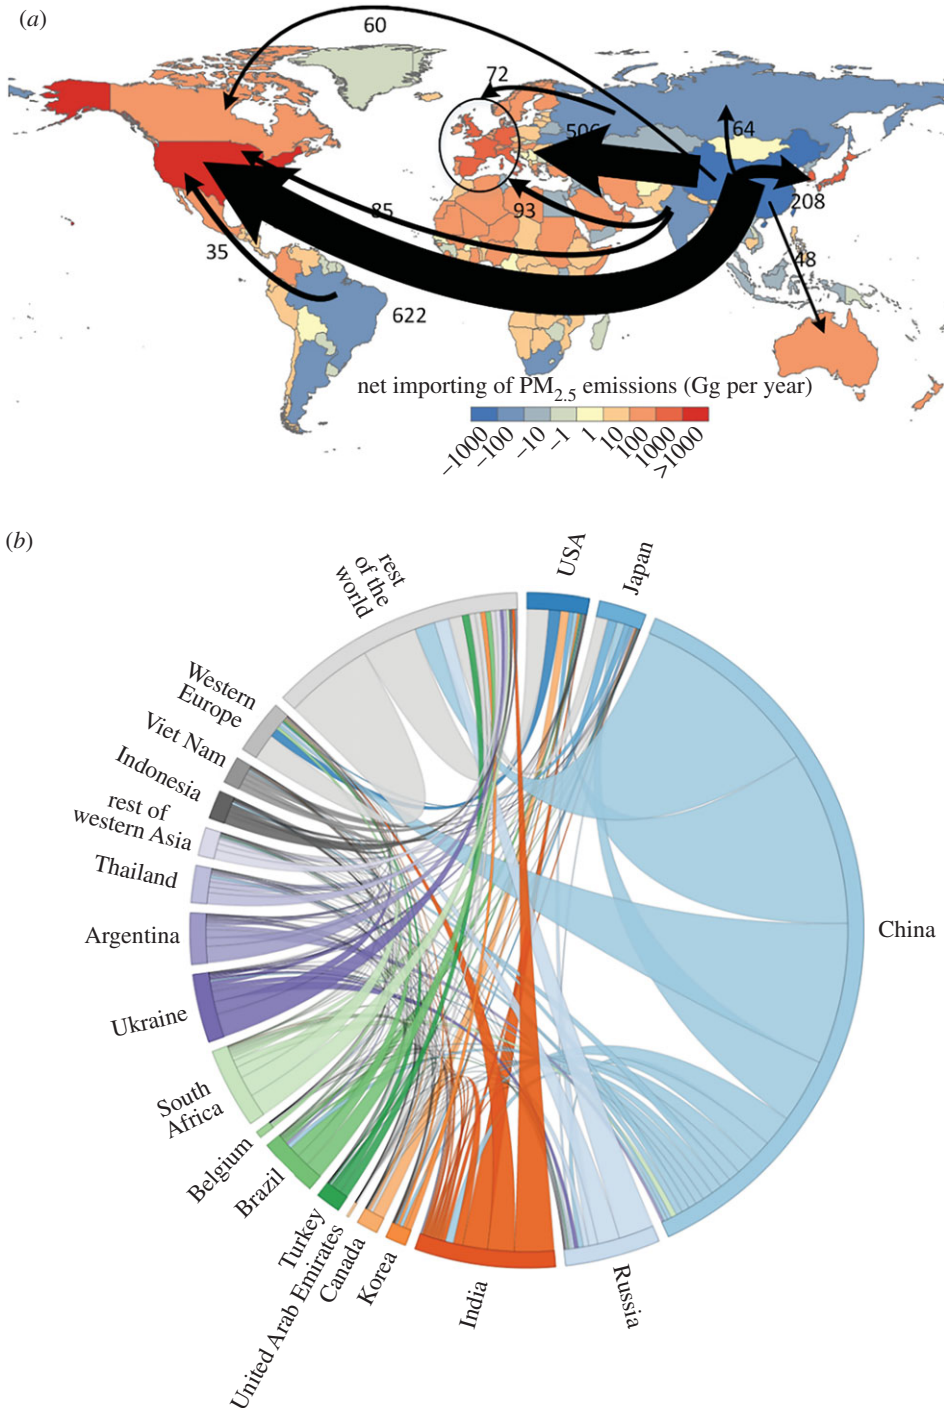 (a)
60
72
506
64
208
93
85
48
35
622
net importing of PM2.5 emissions (Gg per year)
−1000
−100
−10
−1
1
10
100
1000
>1000
(b)
rest
of the
world
USA
Japan
Western
Europe
Viet Nam
Indonesia
rest of
western Asia
Thailand
Argentina
China
Ukraine
South
Africa
Belgium
Brazil
Turkey
United Arab Emirates
Canada
Korea
India
Russia